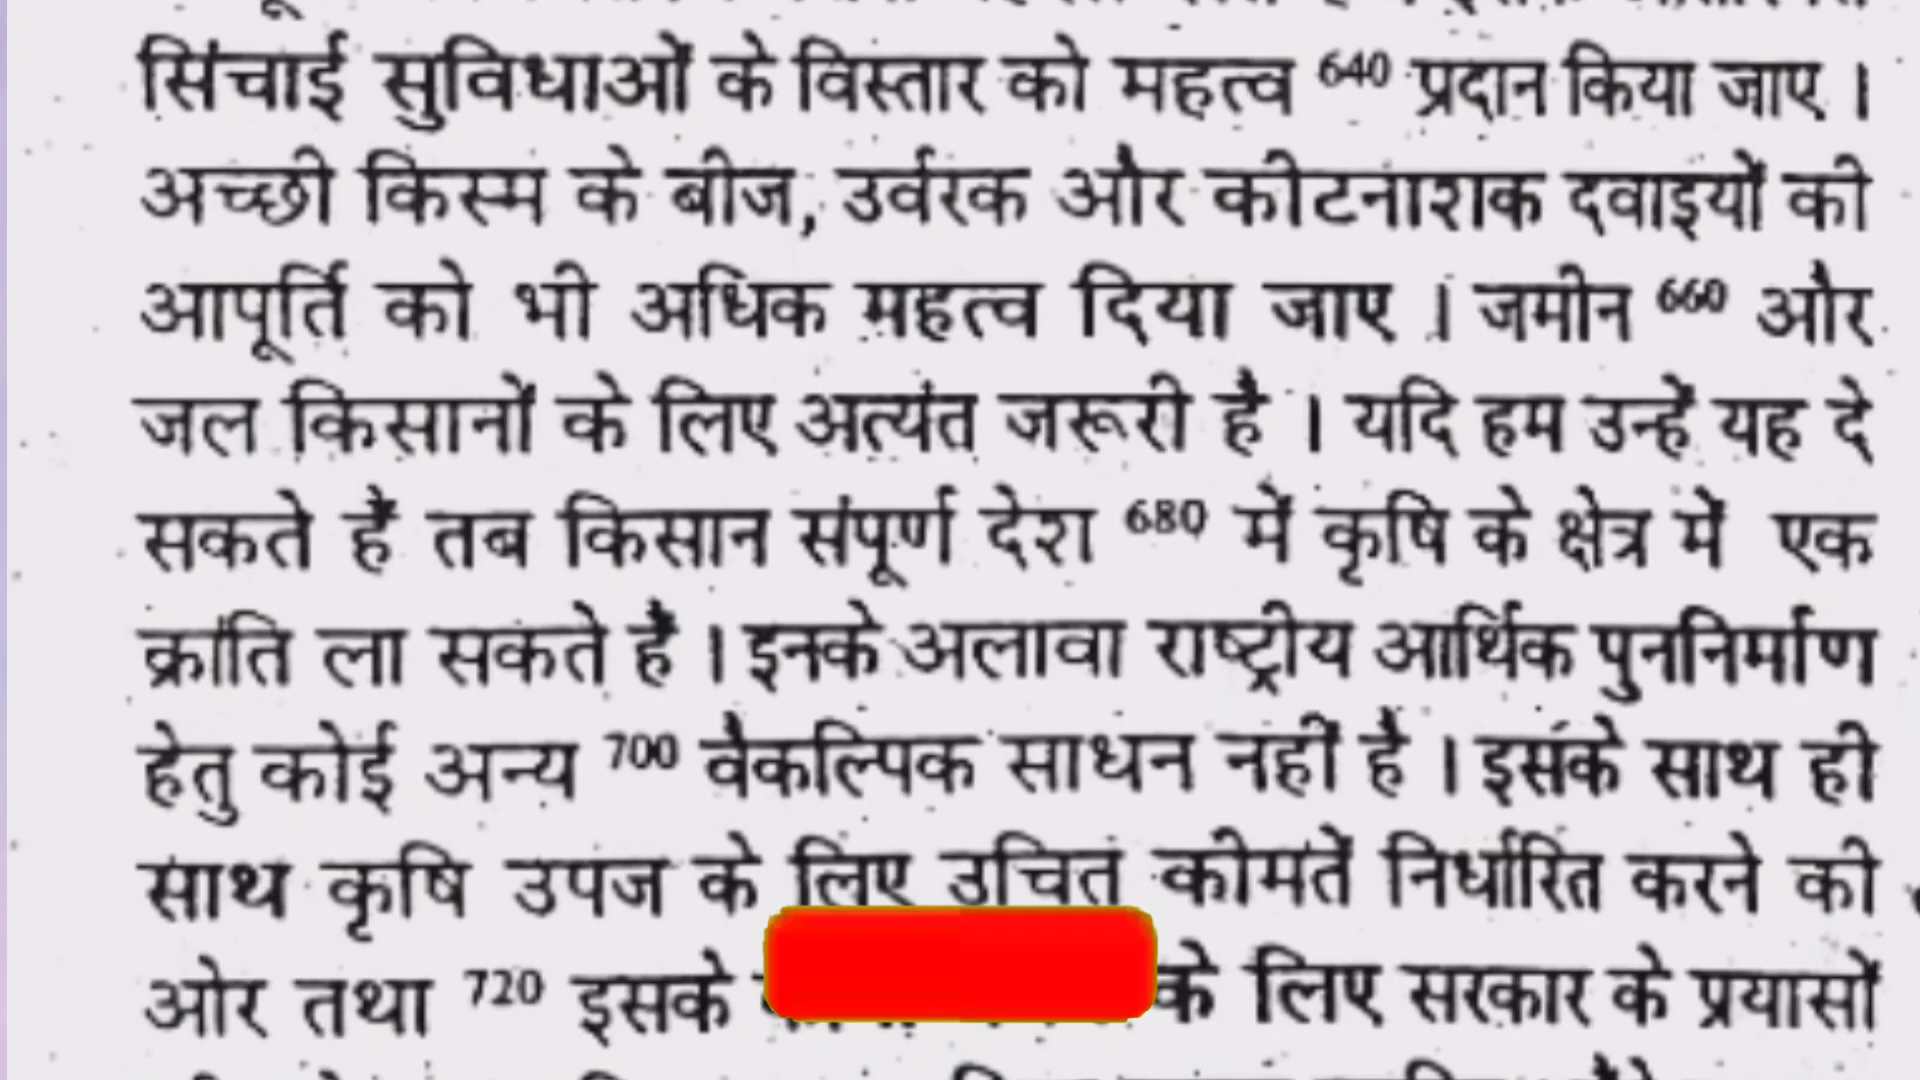 सिंचाई सुविधाओं के विस्तार को महत्व 640 प्रदान किया जाए ।
अच्छी किस्म के बीज, उर्वरक और कीटनाशक दवाइयों की
आपूर्ति को भी अधिक महत्व दिया जाए । जमीन 660 और
जल किसानों के लिए अत्यंत जरूरी है । यदि हम उन्हें यह दे
सकते हैं तब किसान संपूर्ण देश 680 में कृषि के क्षेत्र में एक
क्रांति ला सकते हैं । इनके अलावा राष्ट्रीय आर्थिक पुननिर्माण
हेतु कोई अन्य 700 वैकल्पिक साधन नहीं है । इसके साथ ही
साथ कृषि उपज के लिए उचित कीमतें निर्धारित करने की
ओर तथा 720 इसके के लिए सरकार के प्रयासों